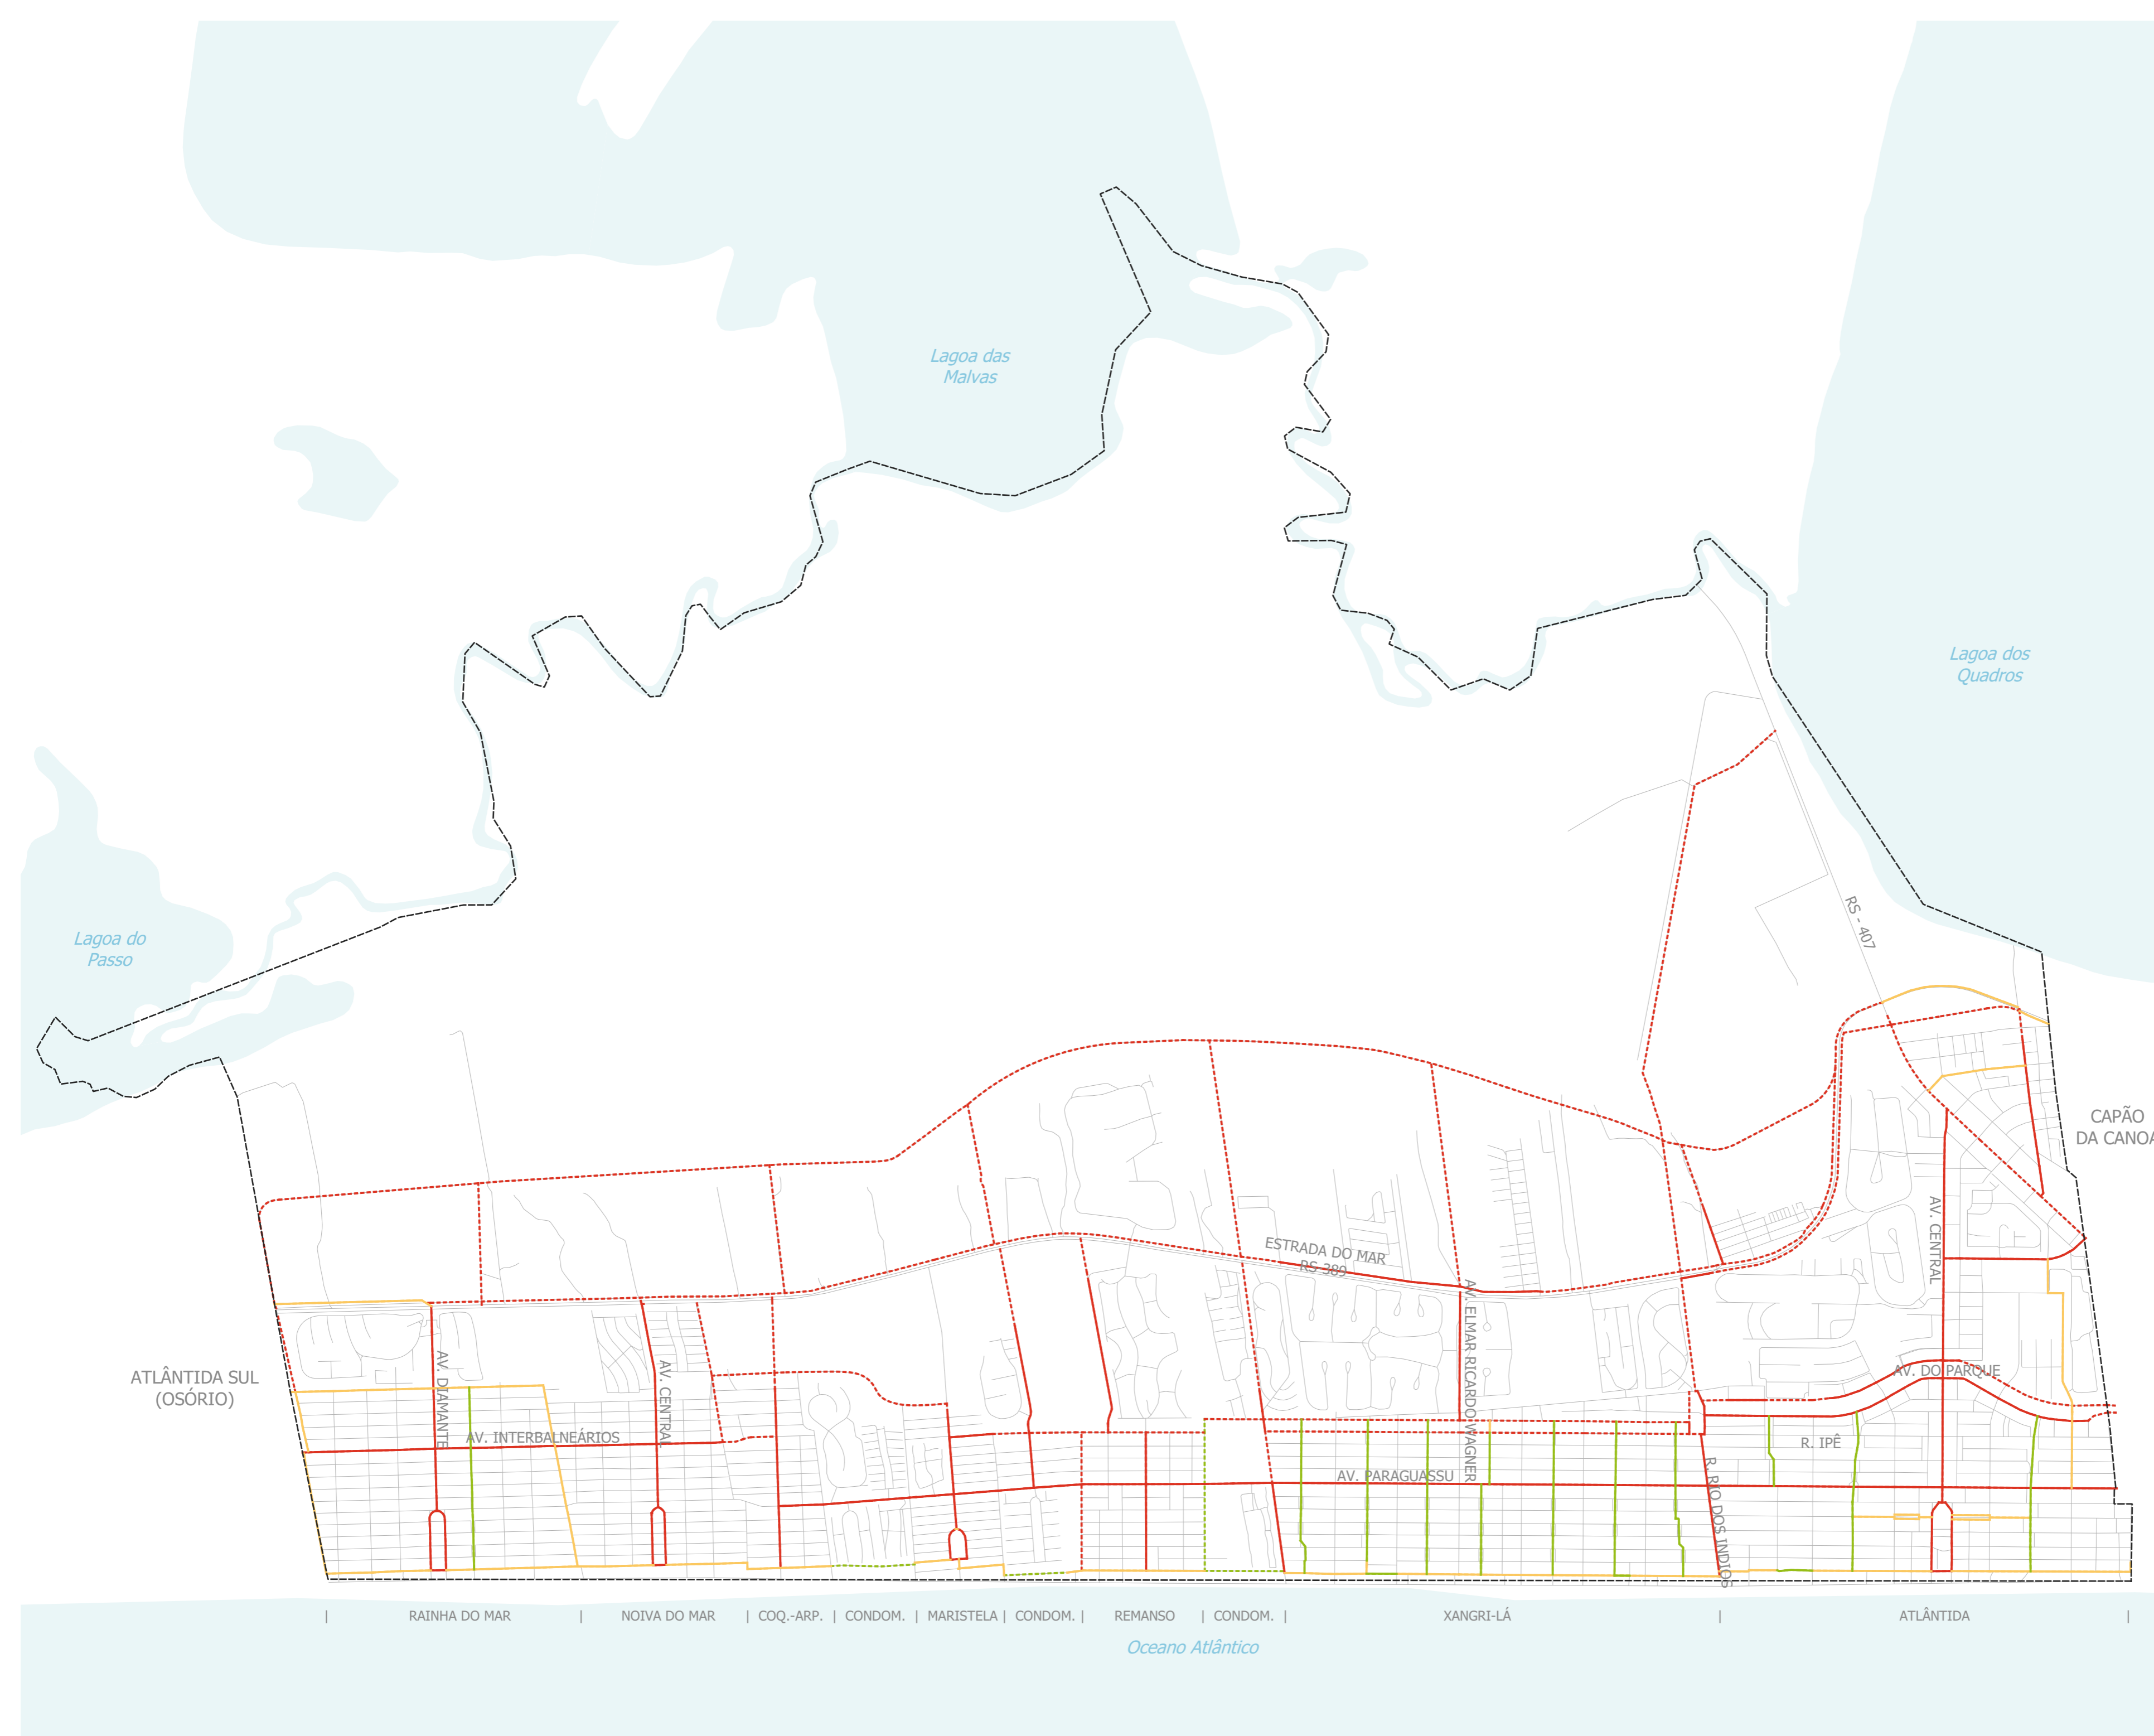 Lagoa das
Malvas
Lagoa dos
Quadros
Lagoa do
Passo
RS - 407
CAPÃO
DA CANOA
AV. CENTRAL
ESTRADA DO MAR
RS 389
AV. ELMAR RICARDO WAGNER
ATLÂNTIDA SUL
(OSÓRIO)
AV. DIAMANTE
AV. CENTRAL
AV. DO PARQUE
AV. INTERBALNEÁRIOS
R. IPÊ
AV. PARAGUASSU
R. RIO DOS INDIOS
| RAINHA DO MAR | NOIVA DO MAR | COQ.-ARP. | CONDOM. | MARISTELA | CONDOM. | REMANSO | CONDOM. | XANGRI-LÁ | ATLÂNTIDA |
Oceano Atlântico